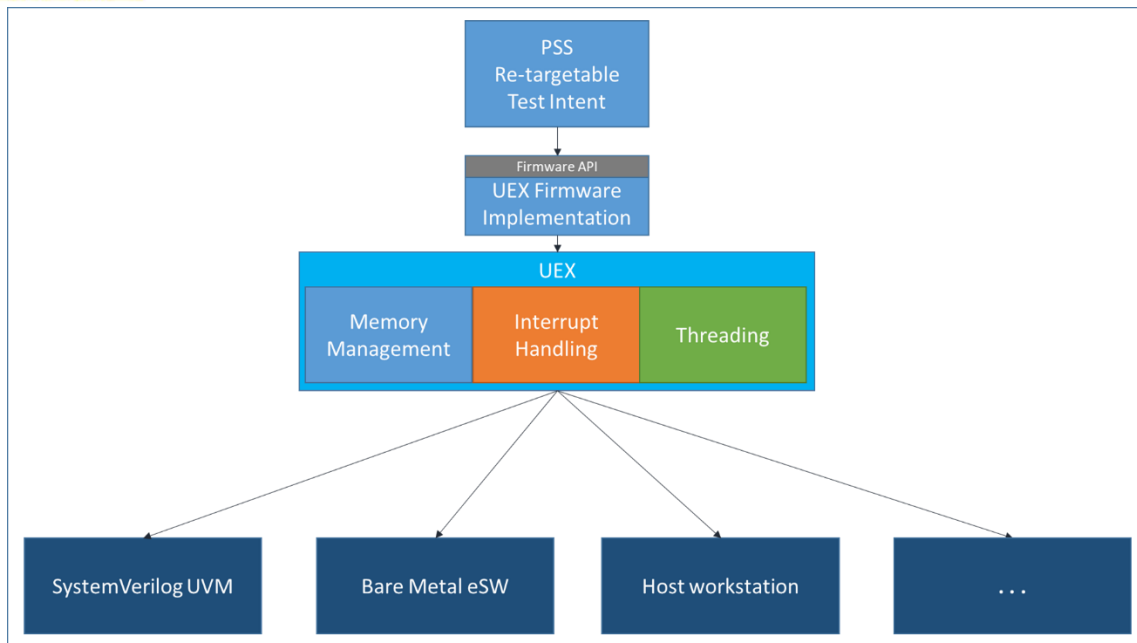 PSS
Re-targetable
Test Intent
Firmware API
UEX Firmware
Implementation
UEX
Memory
Management
Interrupt
Handling
Threading
SystemVerilog UVM
Bare Metal eSW
Host workstation
...